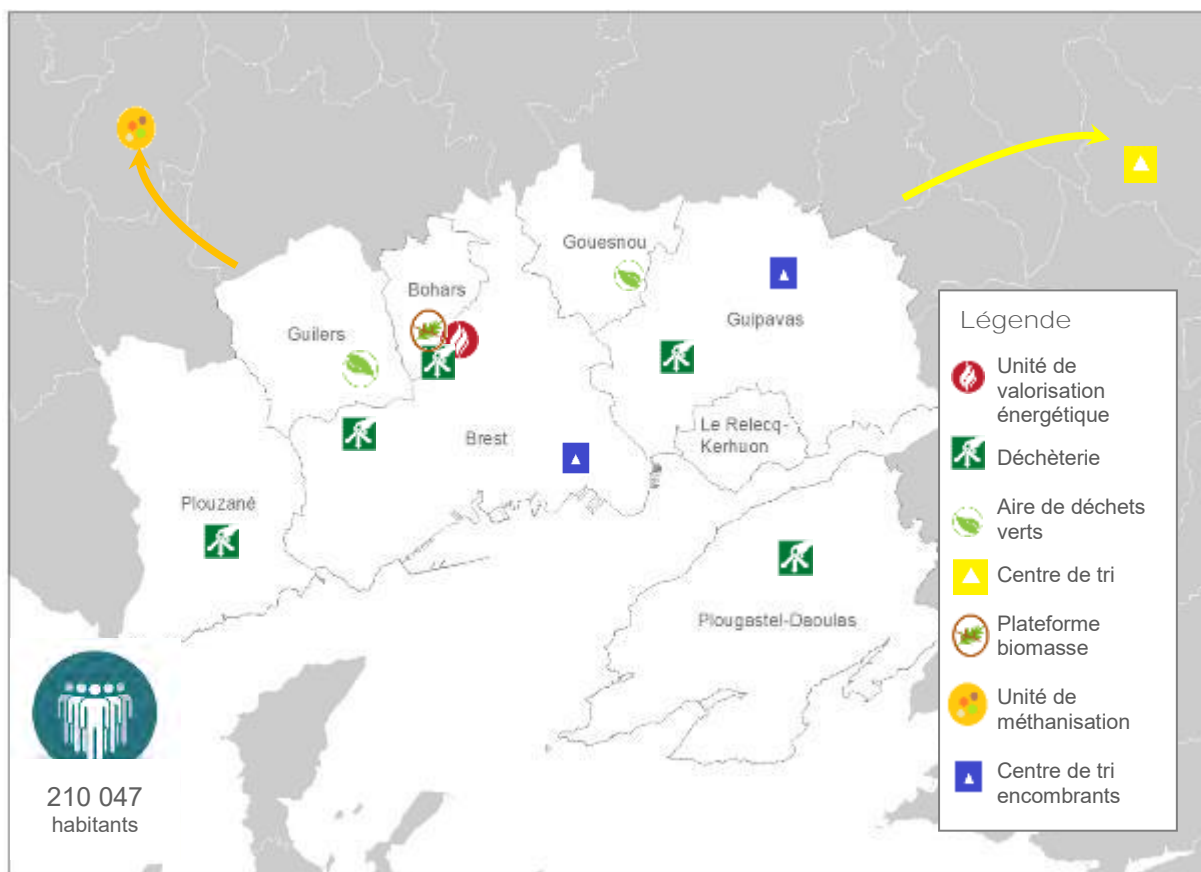 Gouesnou
Bohars
Guilers
Guipavas
Le Relecq-
Kerhuon
Brest
Plouzané
Plougastel-Daoulas
210 047
habitants
Légende
Unité de
valorisation
énergétique
Déchèterie
Aire de déchets
verts
Centre de tri
Plateforme
biomasse
Unité de
méthanisation
Centre de tri
encombrants